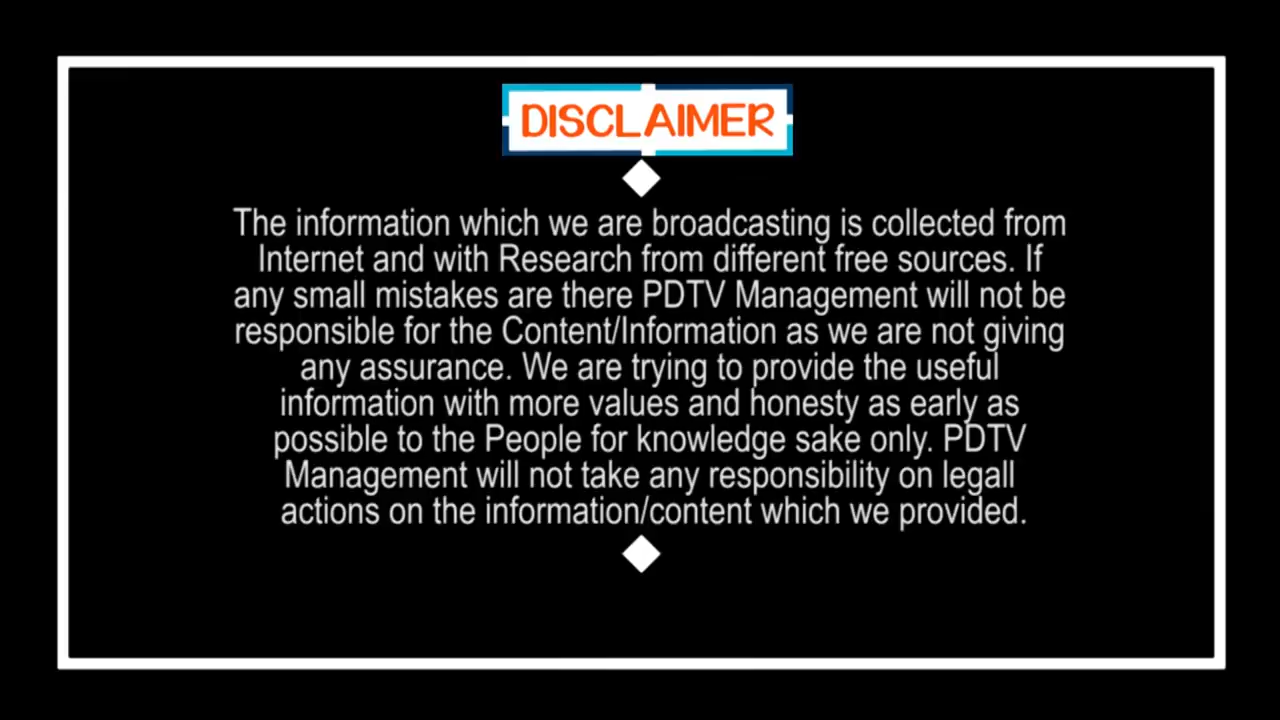 DISCLAIMER
The information which we are broadcasting is collected from
Internet and with Research from different free sources. If
any small mistakes are there PDTV Management will not be
responsible for the Content/Information as we are not giving
any assurance. We are trying to provide the useful
information with more values and honesty as early as
possible to the People for knowledge sake only. PDTV
Management will not take any responsibility on legall
actions on the information/content which we provided.